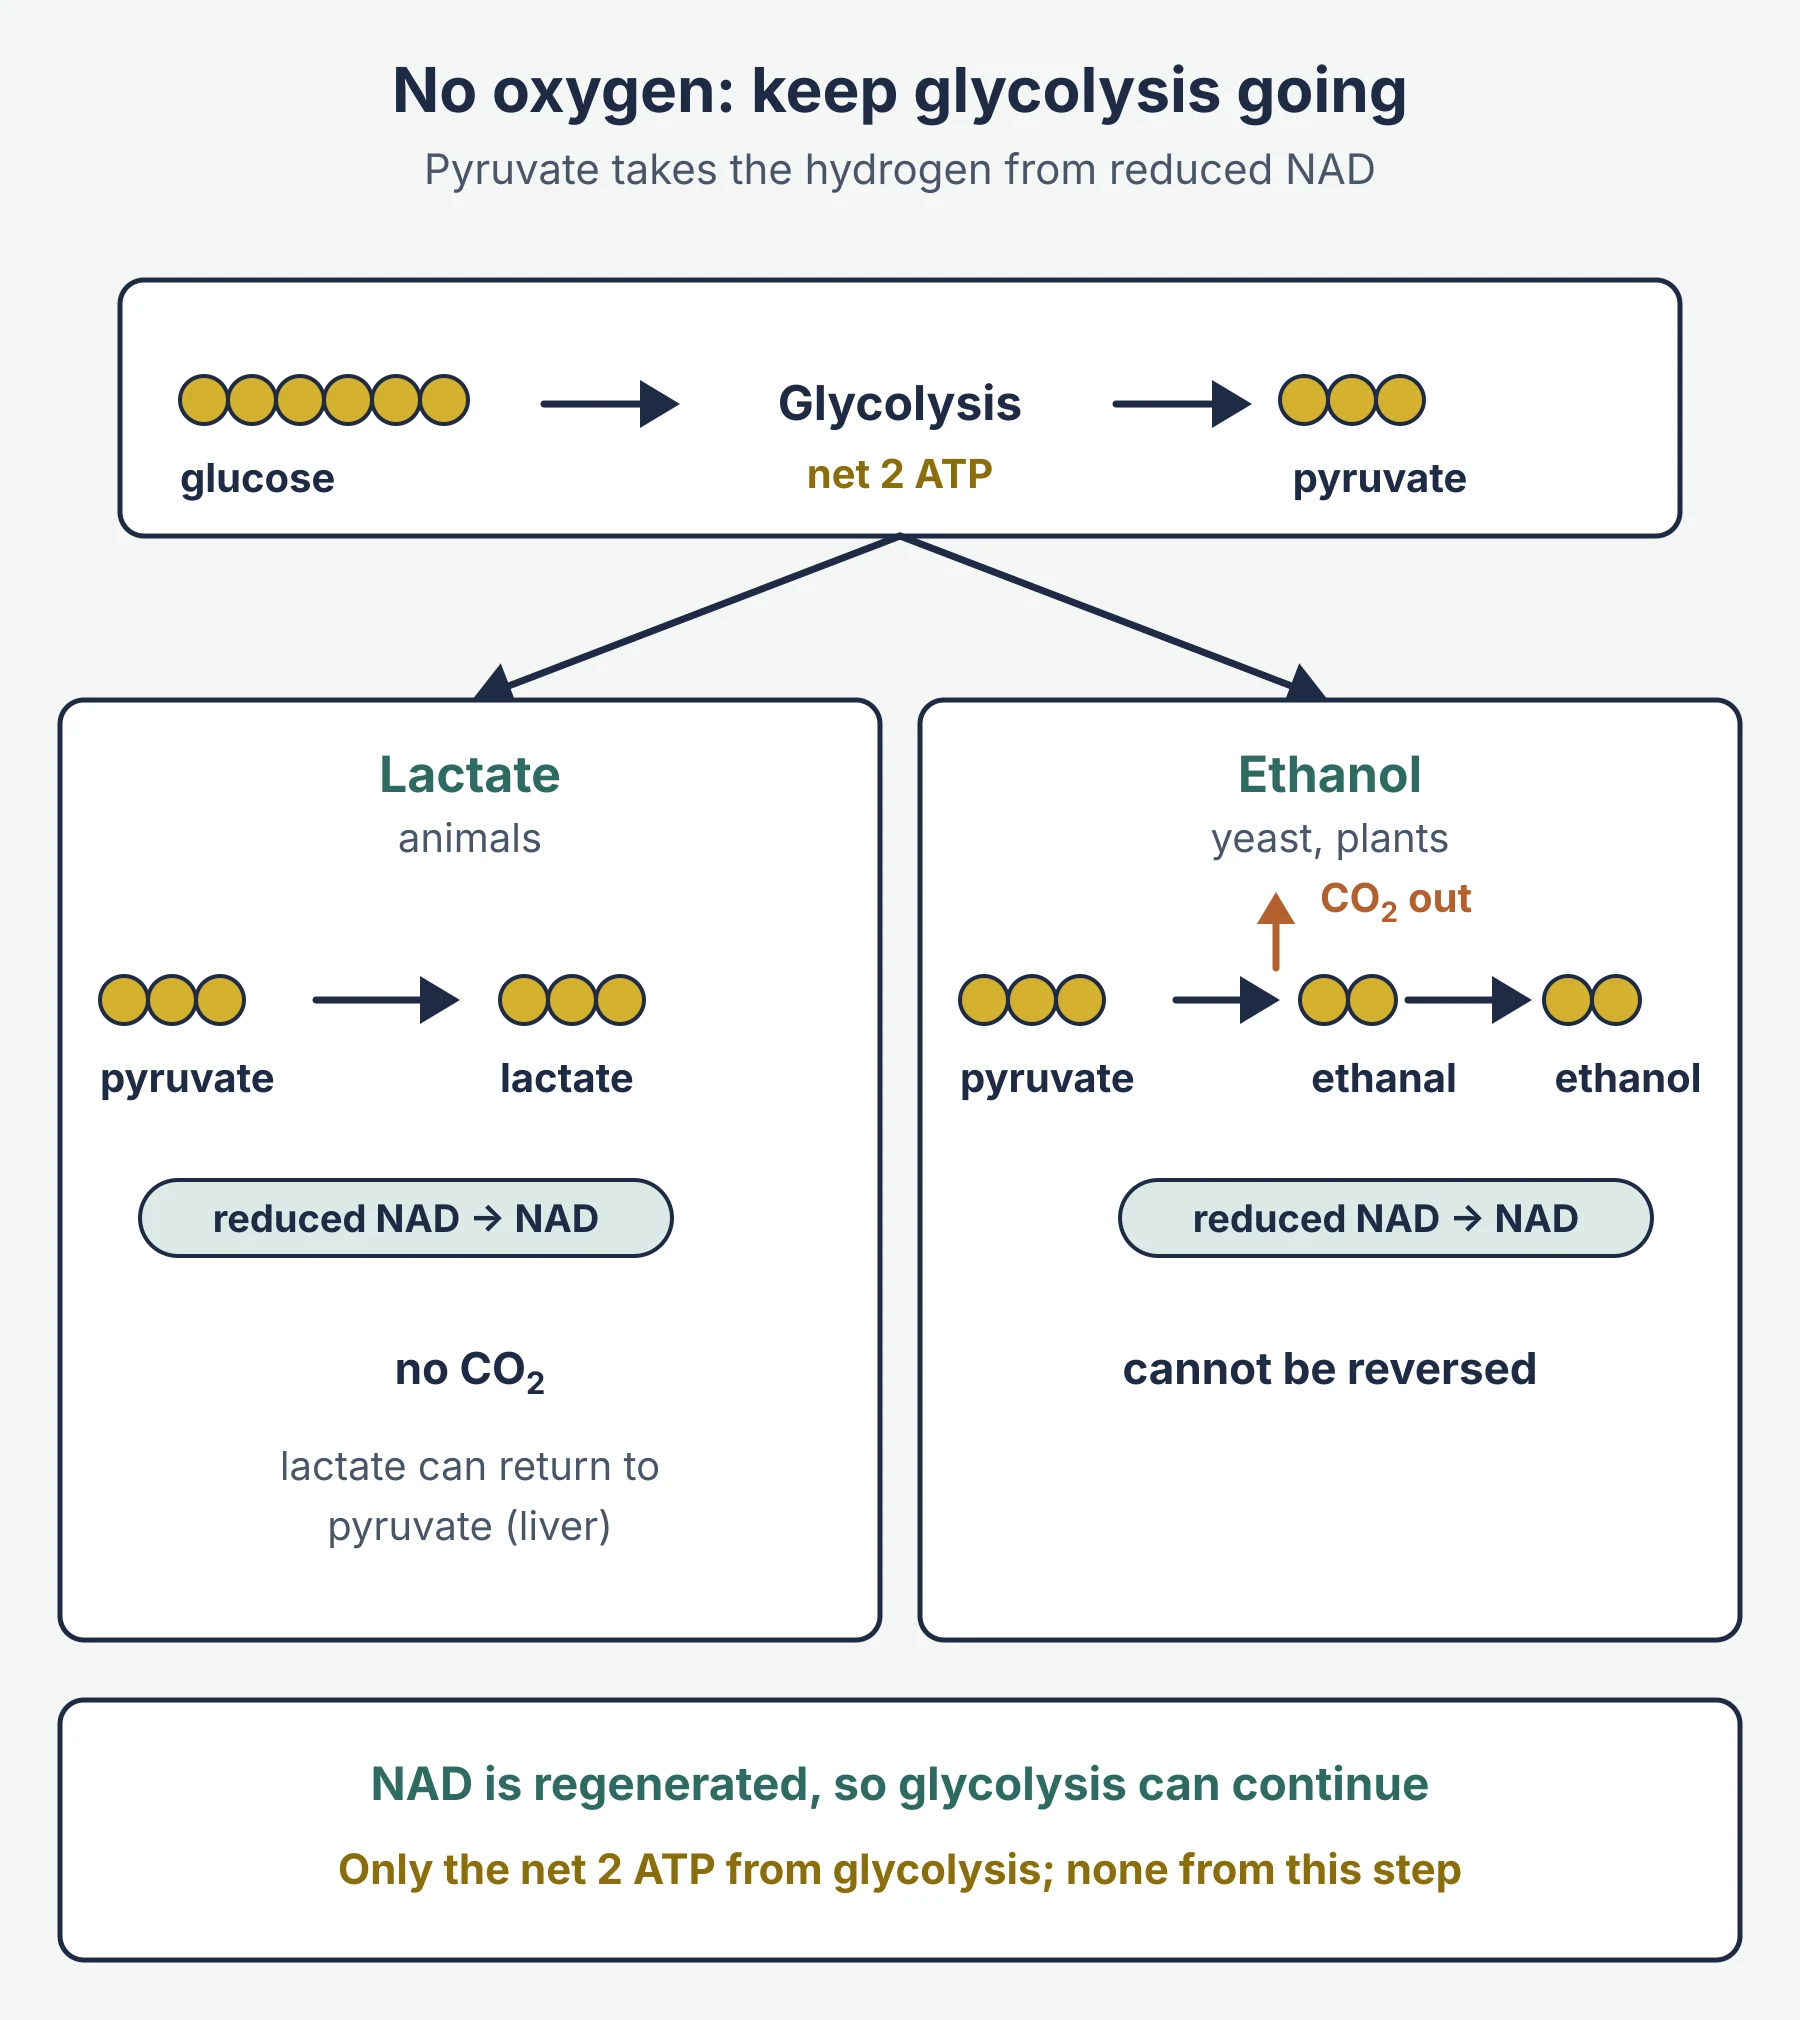 No oxygen: keep glycolysis going
Pyruvate takes the hydrogen from reduced NAD
Glycolysis
glucose
net 2 ATP
pyruvate
Lactate
animals
pyruvate
lactate
reduced NAD → NAD
no CO₂
lactate can return to
pyruvate (liver)
Ethanol
yeast, plants
CO₂ out
pyruvate
ethanal
ethanol
reduced NAD → NAD
cannot be reversed
NAD is regenerated, so glycolysis can continue
Only the net 2 ATP from glycolysis; none from this step